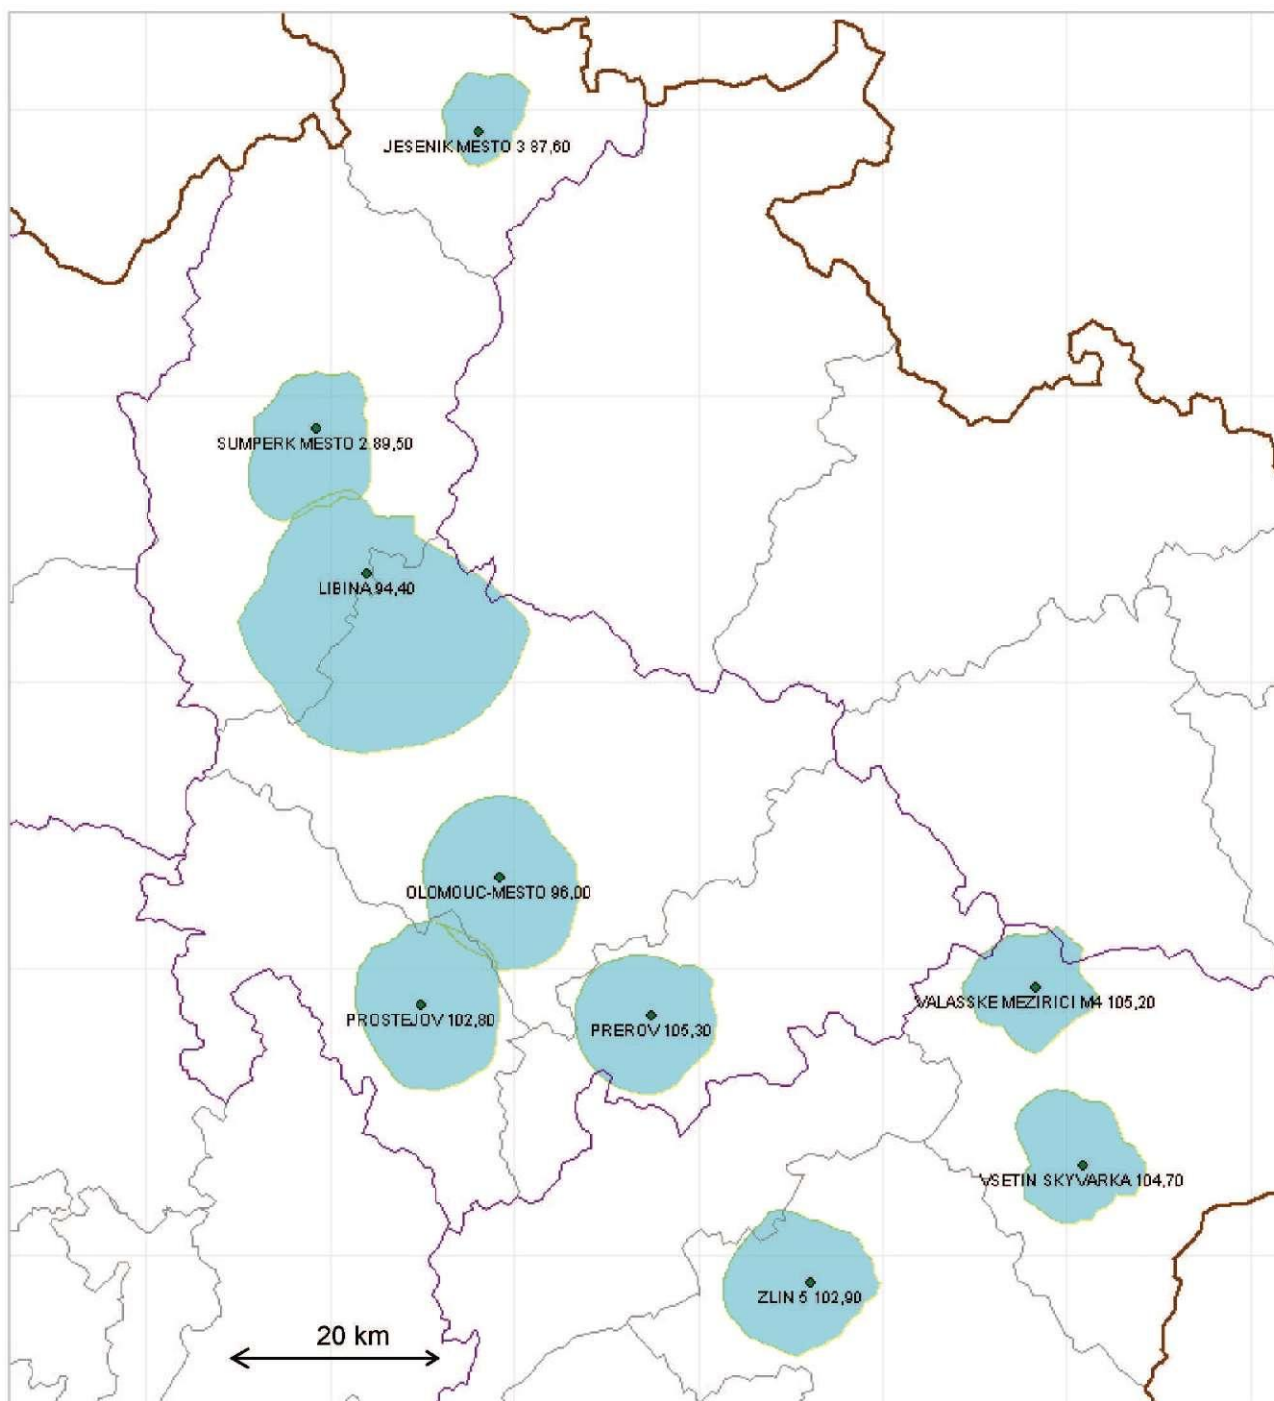 JESENIK MESTO 3 87,60
SUMPERK MESTO 2 89,50
LIBINA 94,40
OLOMOUC-MESTO 96,00
VALASSKE MEZIRICI M4 105,20
PROSTEJOV 102,80
PREROV 105,30
VSETIN SKYVARKA 104,70
ZLIN 5 102,90
20 km